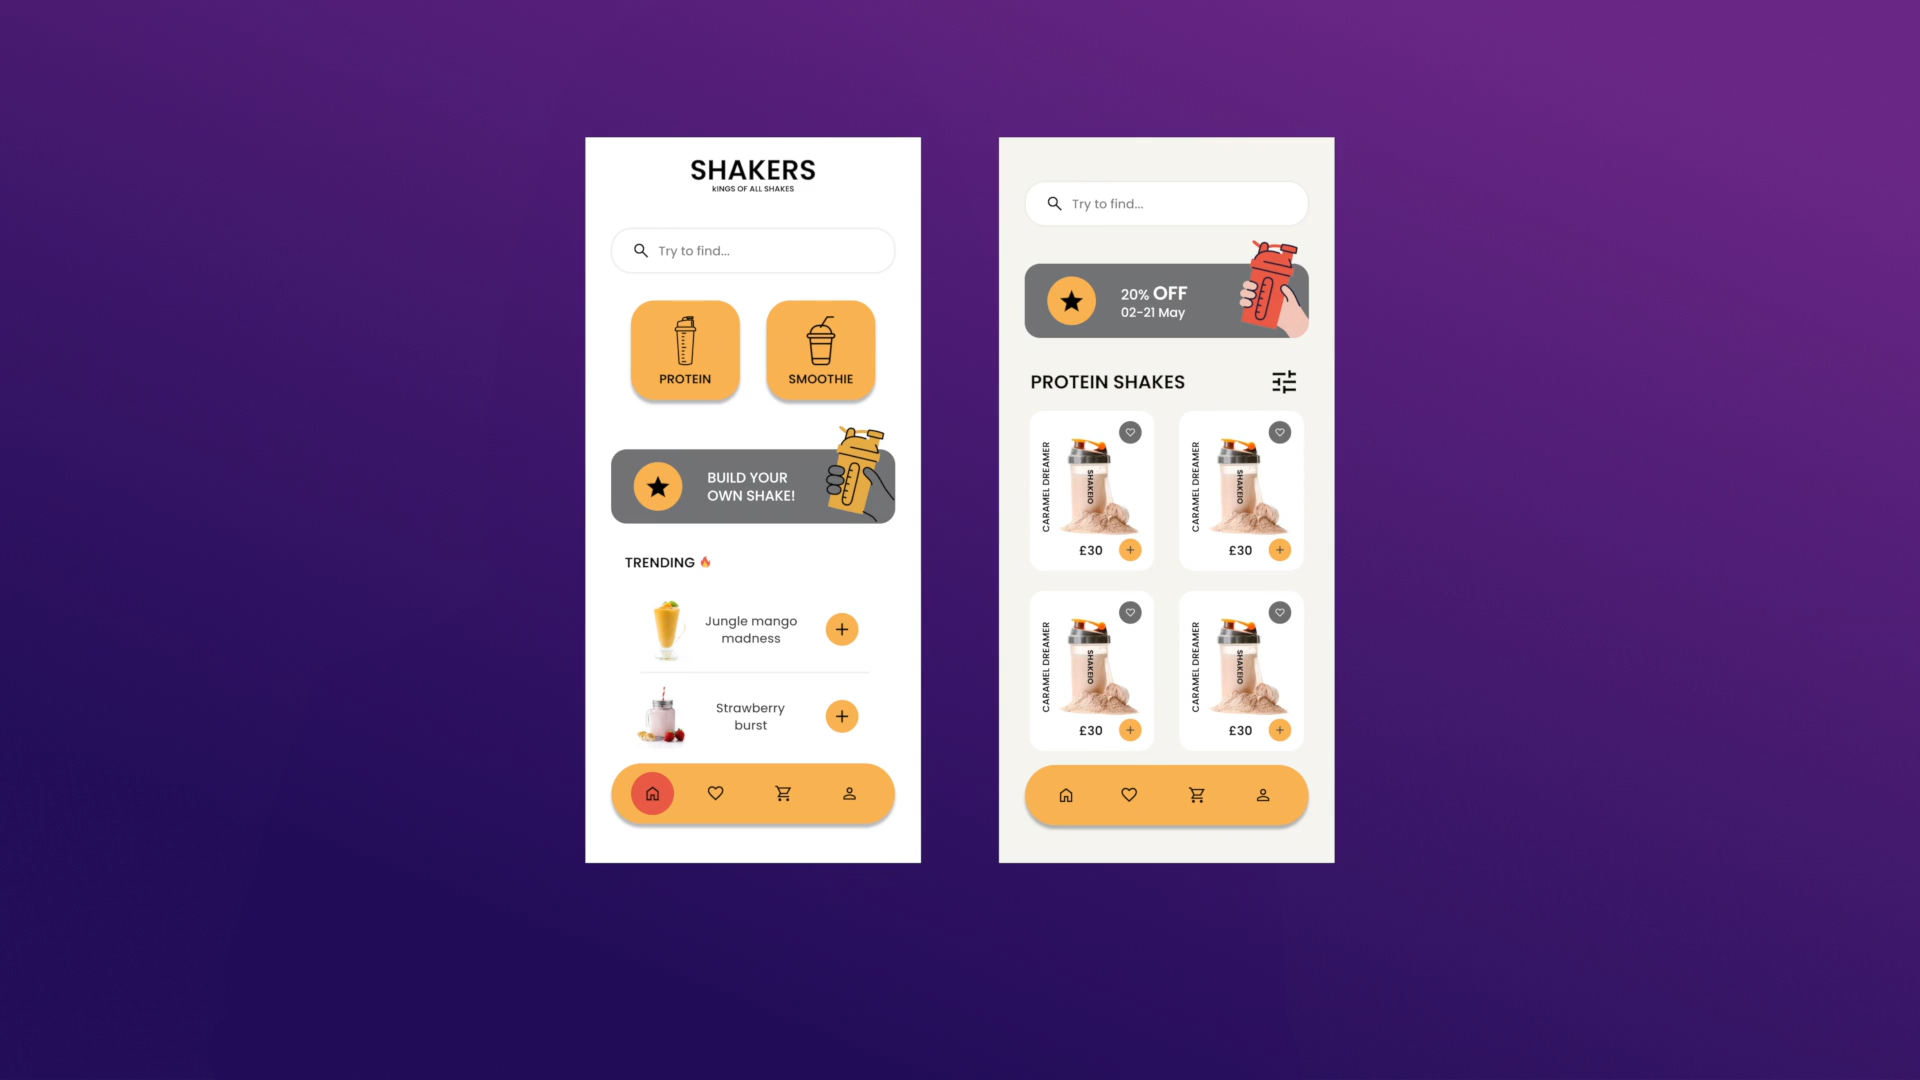 SHAKERS
kINGS OF ALL SHAKES
Try to find...
PROTEIN
SMOOTHIE
BUILD YOUR
OWN SHAKE!
TRENDING 🔥
Jungle mango
madness
Strawberry
burst
Try to find...
20% OFF
02-21 May
PROTEIN SHAKES
CARAMEL DREAMER
SHAKEIO
£30
CARAMEL DREAMER
SHAKEIO
£30
CARAMEL DREAMER
SHAKEIO
£30
CARAMEL DREAMER
SHAKEIO
£30